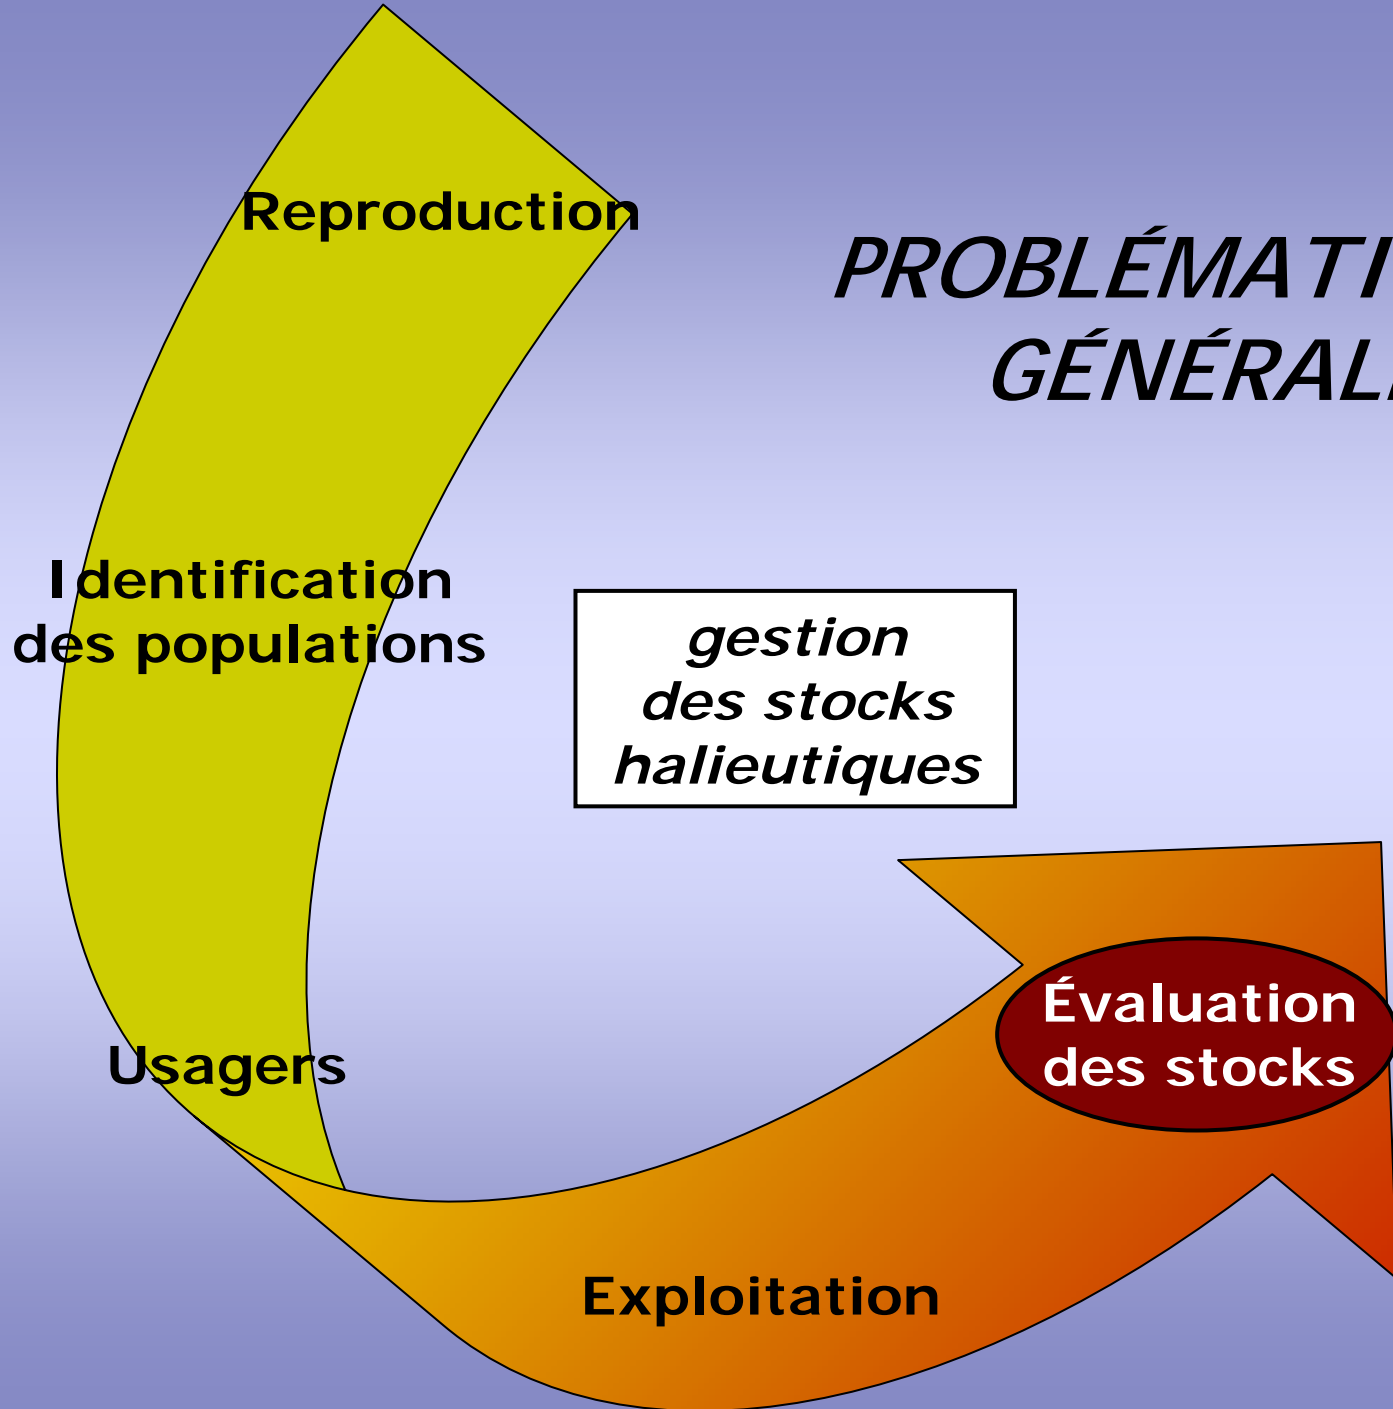 Reproduction
PROBLÉMATI
GÉNÉRAL
Identification
des populations
gestion
des stocks
halieutiques
Évaluation
des stocks
Usagers
Exploitation